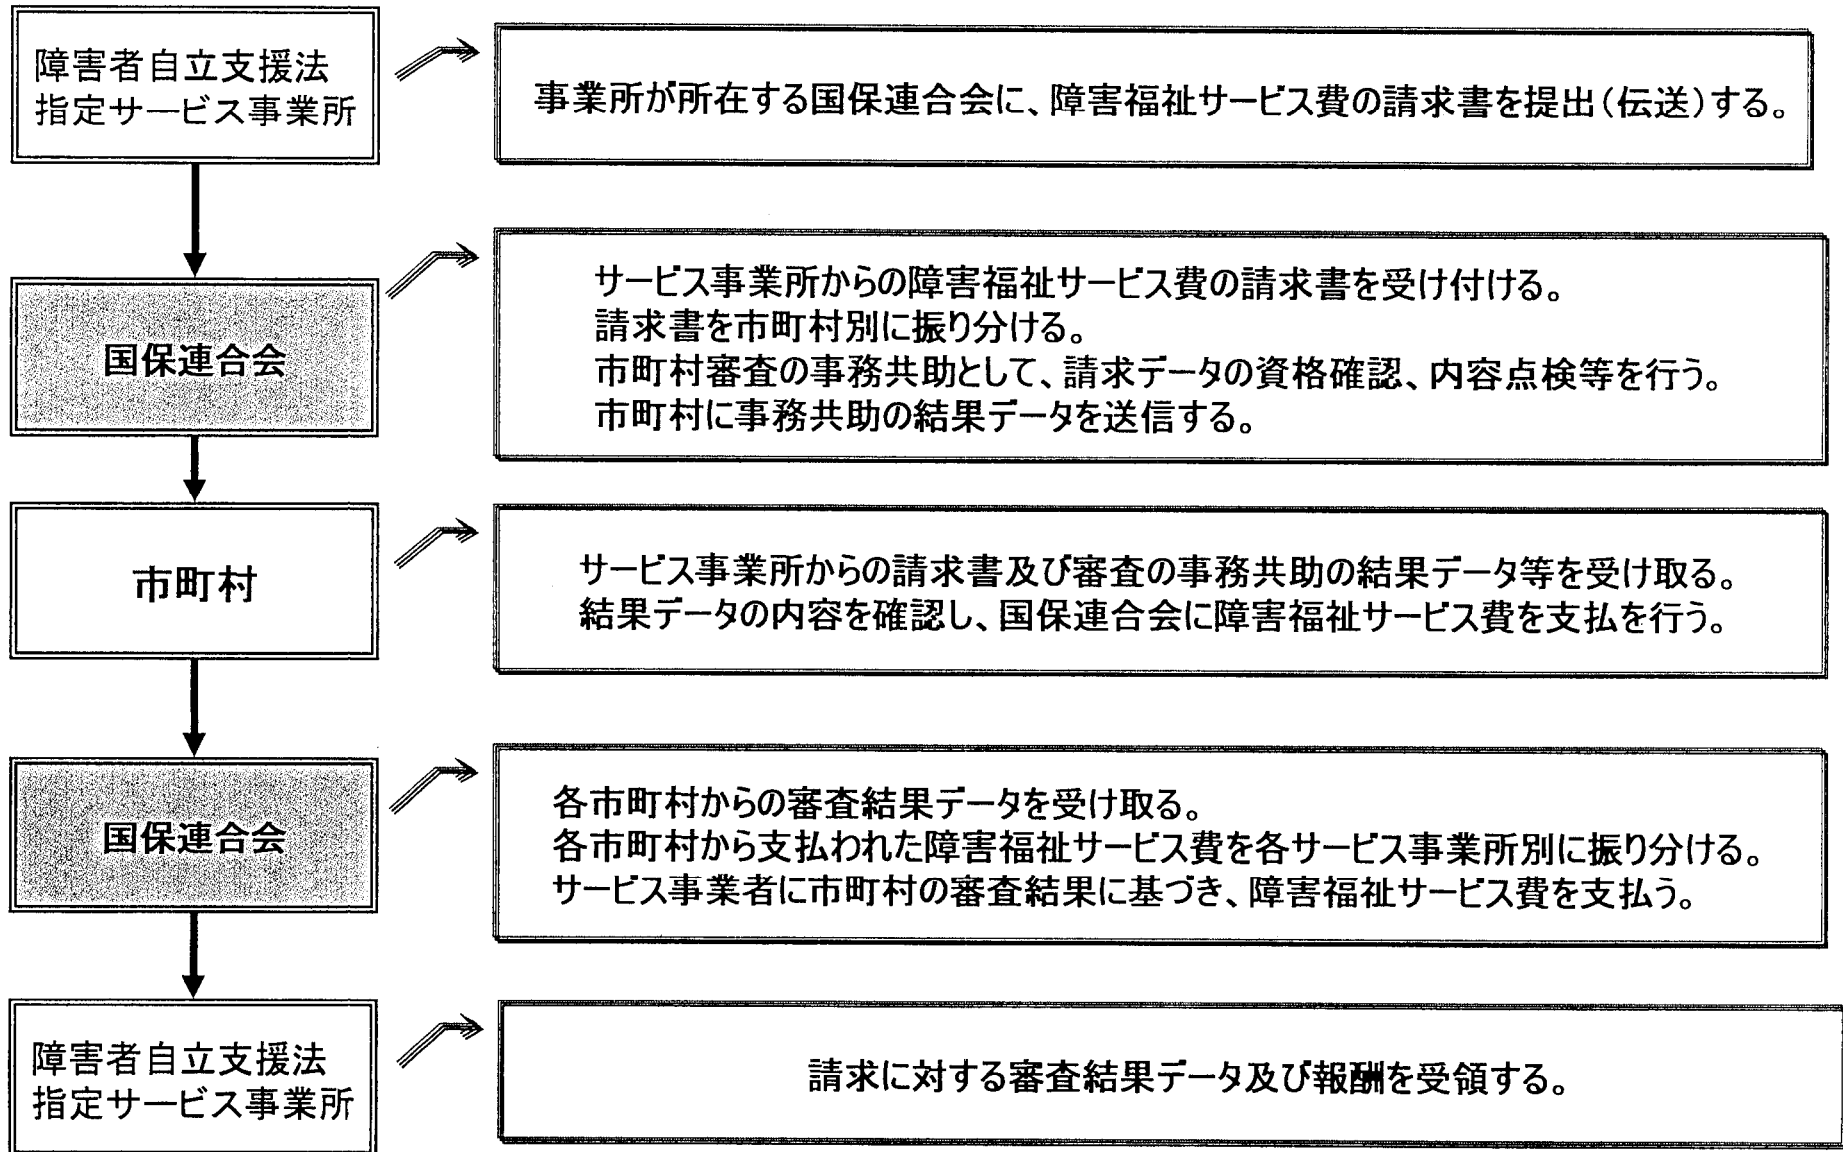 障害者自立支援法
指定サービス事業所
事業所が所在する国保連合会に、障害福祉サービス費の請求書を提出(伝送)する。
国保連合会
サービス事業所からの障害福祉サービス費の請求書を受け付ける。
請求書を市町村別に振り分ける。
市町村審査の事務共助として、請求データの資格確認、内容点検等を行う。
市町村に事務共助の結果データを送信する。
市町村
サービス事業所からの請求書及び審査の事務共助の結果データ等を受け取る。
結果データの内容を確認し、国保連合会に障害福祉サービス費を支払を行う。
国保連合会
各市町村からの審査結果データを受け取る。
各市町村から支払われた障害福祉サービス費を各サービス事業所別に振り分ける。
サービス事業者に市町村の審査結果に基づき、障害福祉サービス費を支払う。
障害者自立支援法
指定サービス事業所
請求に対する審査結果データ及び報酬を受領する。